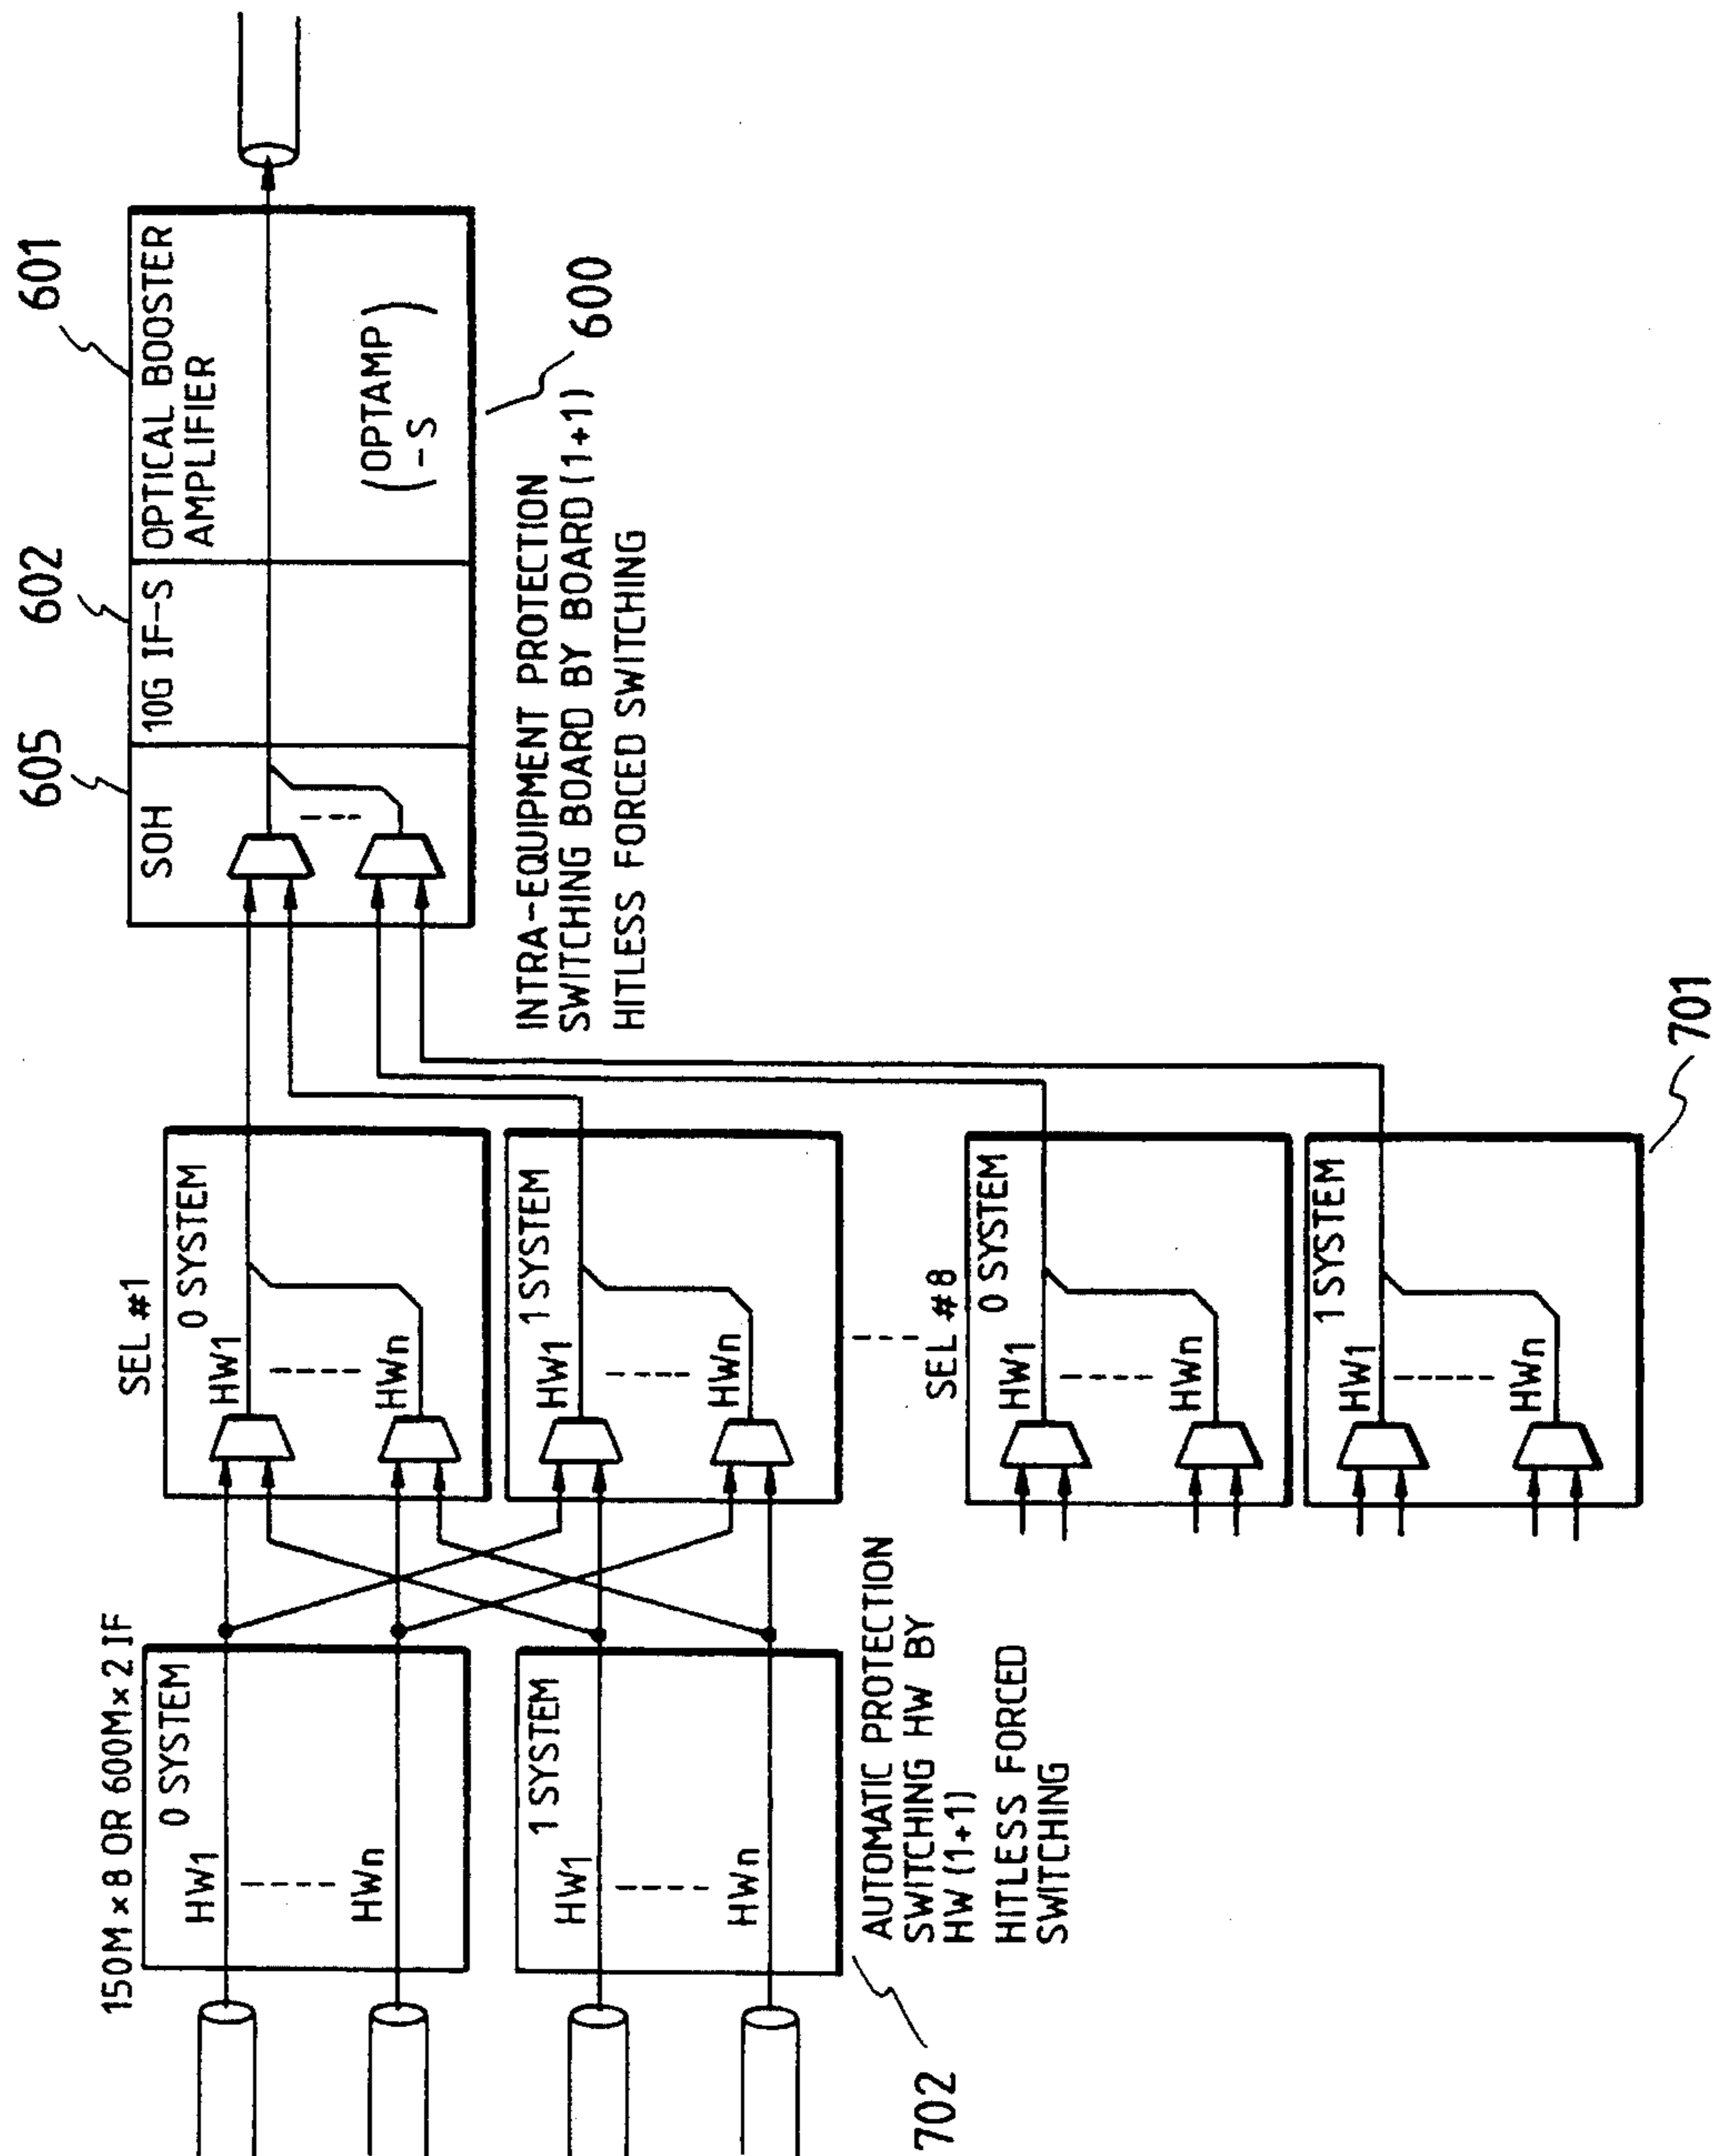 605
602
601
SOH
10G IF-S
OPTICAL BOOSTER
AMPLIFIER
(OPTAMP
-S)
600
INTRA-EQUIPMENT PROTECTION
SWITCHING BOARD BY BOARD (1+1)
HITLESS FORCED SWITCHING
150M×8 OR 600M×2 IF
0 SYSTEM
HW1
HWn
1 SYSTEM
HW1
HWn
702
AUTOMATIC PROTECTION
SWITCHING HW BY
HW (1+1)
HITLESS FORCED
SWITCHING
SEL #1
0 SYSTEM
HW1
HWn
1 SYSTEM
HW1
HWn
SEL #8
0 SYSTEM
HW1
HWn
1 SYSTEM
HW1
HWn
701